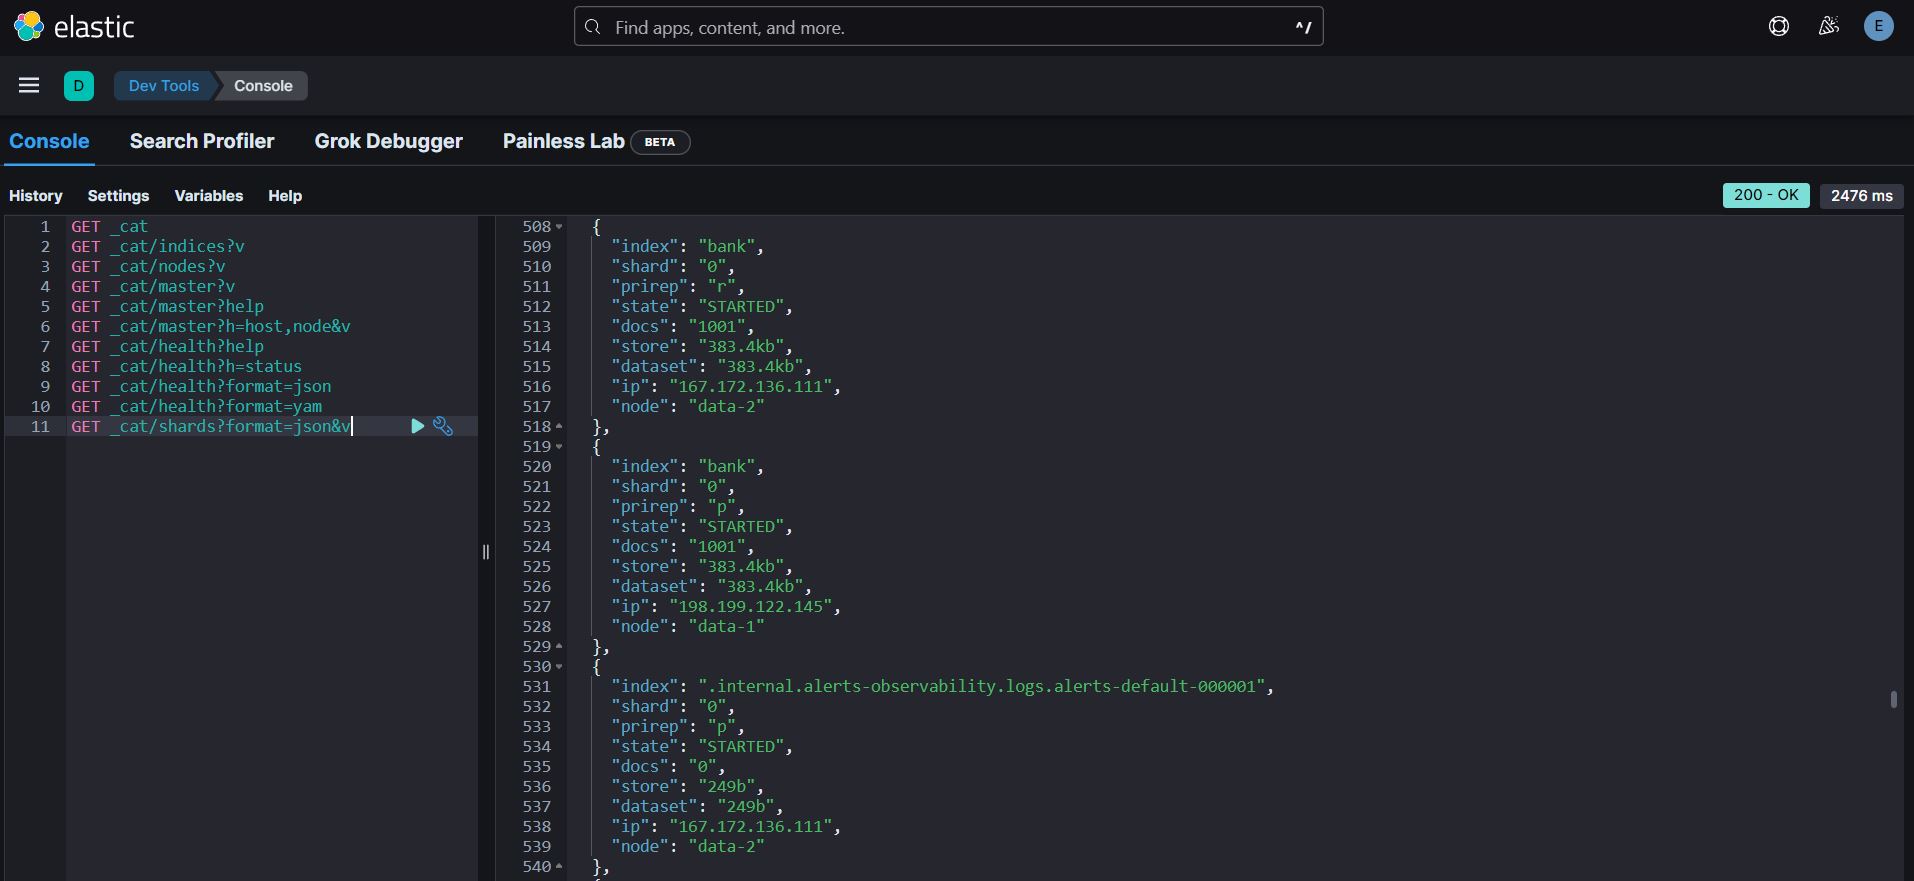 elastic
Find apps, content, and more.
^/
E
D
Dev Tools
Console
Console
Search Profiler
Grok Debugger
Painless Lab
BETA
History
Settings
Variables
Help
200 - OK
2476 ms
1 GET _cat
2 GET _cat/indices?v
3 GET _cat/nodes?v
4 GET _cat/master?v
5 GET _cat/master?help
6 GET _cat/master?h=host,node&v
7 GET _cat/health?help
8 GET _cat/health?h=status
9 GET _cat/health?format=json
10 GET _cat/health?format=yam
11 GET _cat/shards?format=json&v
508 {
509 "index": "bank",
510 "shard": "0",
511 "prirep": "r",
512 "state": "STARTED",
513 "docs": "1001",
514 "store": "383.4kb",
515 "dataset": "383.4kb",
516 "ip": "167.172.136.111",
517 "node": "data-2"
518 },
519 {
520 "index": "bank",
521 "shard": "0",
522 "prirep": "p",
523 "state": "STARTED",
524 "docs": "1001",
525 "store": "383.4kb",
526 "dataset": "383.4kb",
527 "ip": "198.199.122.145",
528 "node": "data-1"
529 },
530 {
531 "index": ".internal.alerts-observability.logs.alerts-default-000001",
532 "shard": "0",
533 "prirep": "p",
534 "state": "STARTED",
535 "docs": "0",
536 "store": "249b",
537 "dataset": "249b",
538 "ip": "167.172.136.111",
539 "node": "data-2"
540 },